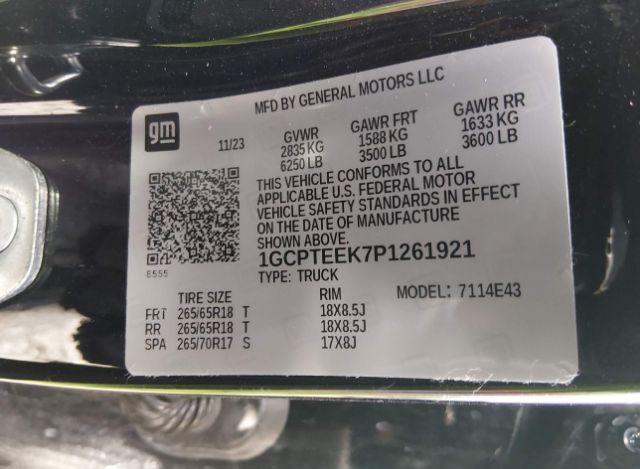 MFD BY GENERAL MOTORS LLC
gm
11/23
GVWR GAWR FRT GAWR RR
2835 KG 1588 KG 1633 KG
6250 LB 3500 LB 3600 LB
THIS VEHICLE CONFORMS TO ALL
APPLICABLE U.S. FEDERAL MOTOR
VEHICLE SAFETY STANDARDS IN EFFECT
ON THE DATE OF MANUFACTURE
SHOWN ABOVE.
1GCPTEEK7P1261921
E555
TYPE: TRUCK
MODEL: 7114E43
TIRE SIZE RIM
FRT 265/65R18 T 18X8.5J
RR 265/65R18 T 18X8.5J
SPA 265/70R17 S 17X8J